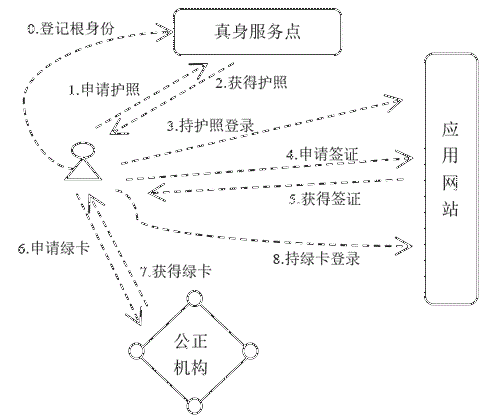 0.登记根身份
真身服务点
1.申请护照
2.获得护照
3.持护照登录
4.申请签证
5.获得签证
应用网站
6.申请绿卡
7.获得绿卡
8.持绿卡登录
公正
机构